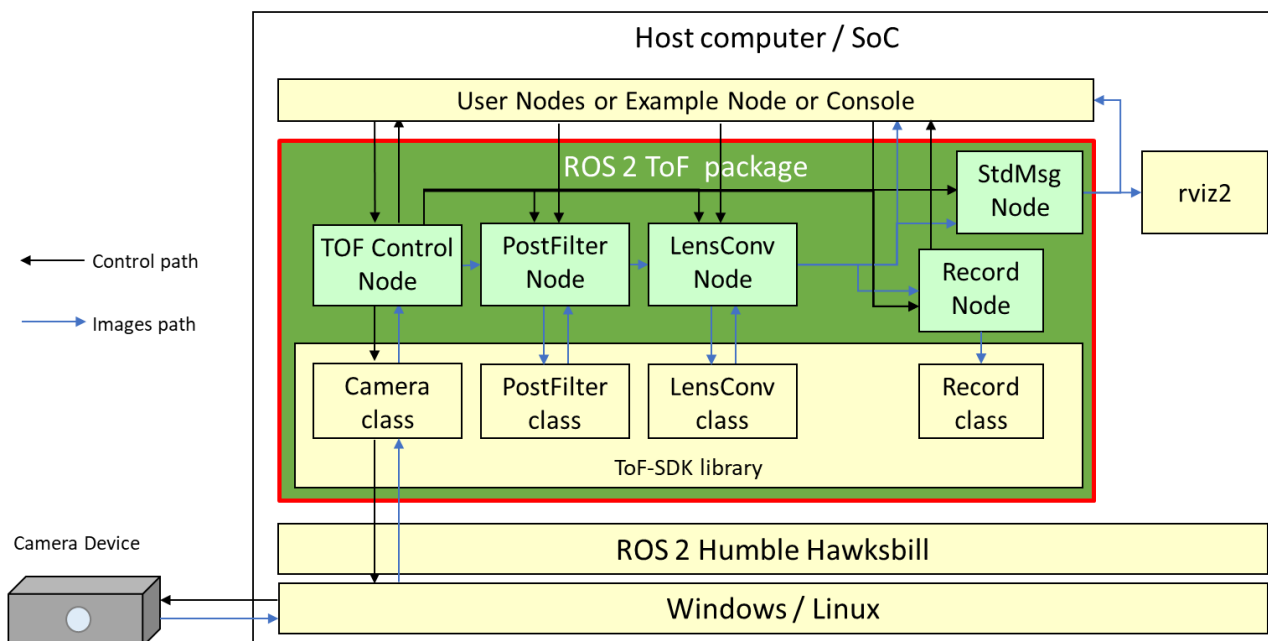 Host computer / SoC
User Nodes or Example Node or Console
ROS 2 ToF  package
StdMsg
Node
rviz2
TOF Control
Node
PostFilter
Node
LensConv
Node
Record
Node
Control path
Images path
Camera
class
PostFilter
class
LensConv
class
Record
class
ToF-SDK library
Camera Device
ROS 2 Humble Hawksbill
Windows / Linux